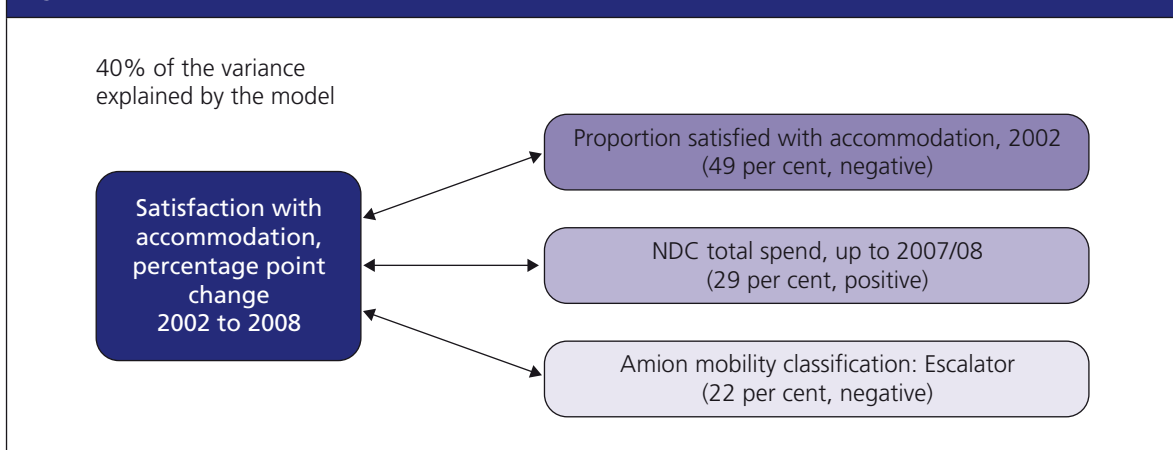 40% of the variance
explained by the model
Satisfaction with
accommodation,
percentage point
change
2002 to 2008
Proportion satisfied with accommodation, 2002
(49 per cent, negative)
NDC total spend, up to 2007/08
(29 per cent, positive)
Amion mobility classification: Escalator
(22 per cent, negative)